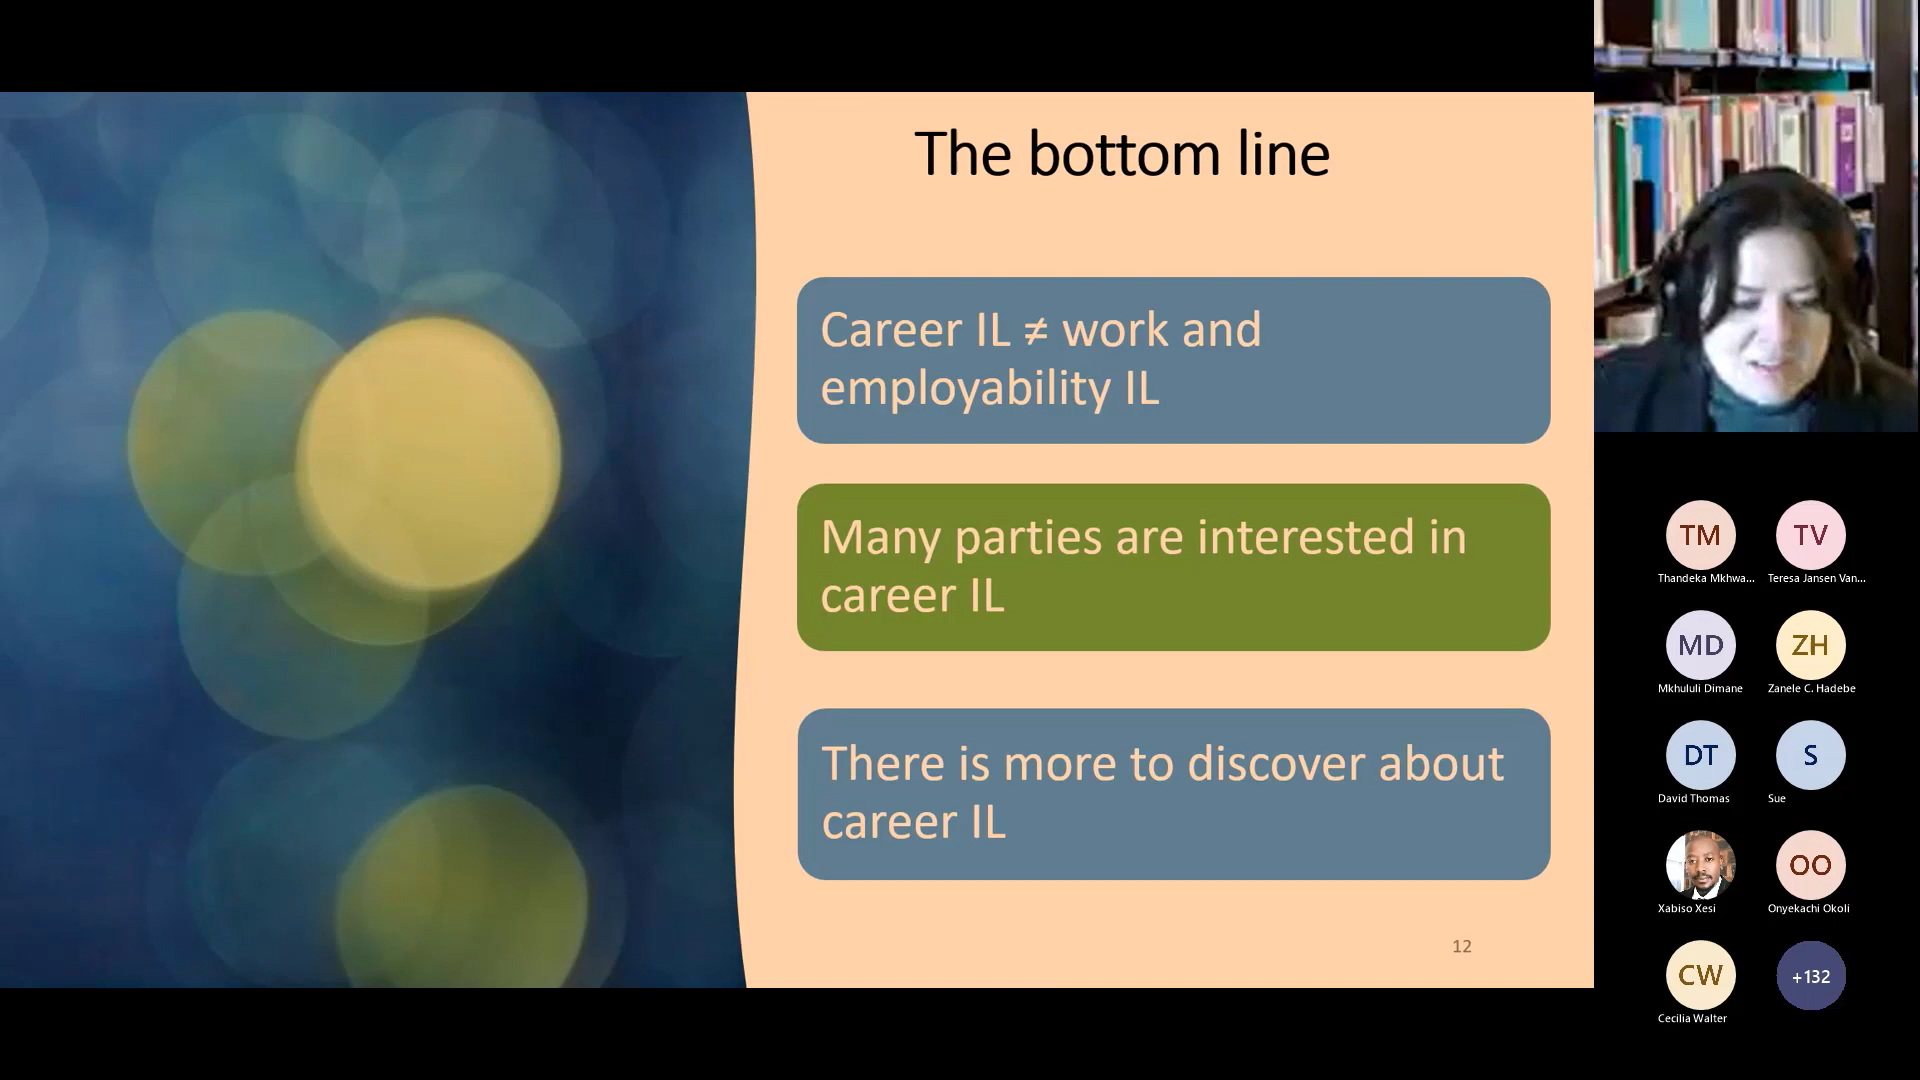 The bottom line
Career IL ≠ work and
employability IL
Many parties are interested in
career IL
There is more to discover about
career IL
12
TM
TV
Thandeka Mkhwa...
Teresa Jansen Van...
MD
ZH
Mkhululi Dimane
Zanele C. Hadebe
DT
S
David Thomas
Sue
Xabiso Xesi
OO
Onyekachi Okoli
CW
+132
Cecilia Walter